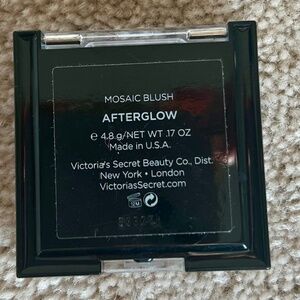 MOSAIC BLUSH
AFTERGLOW
℮ 4.8 g/NET WT .17 OZ
Made in U.S.A.
Victoria's Secret Beauty Co., Dist.
New York • London
VictoriasSecret.com
12M